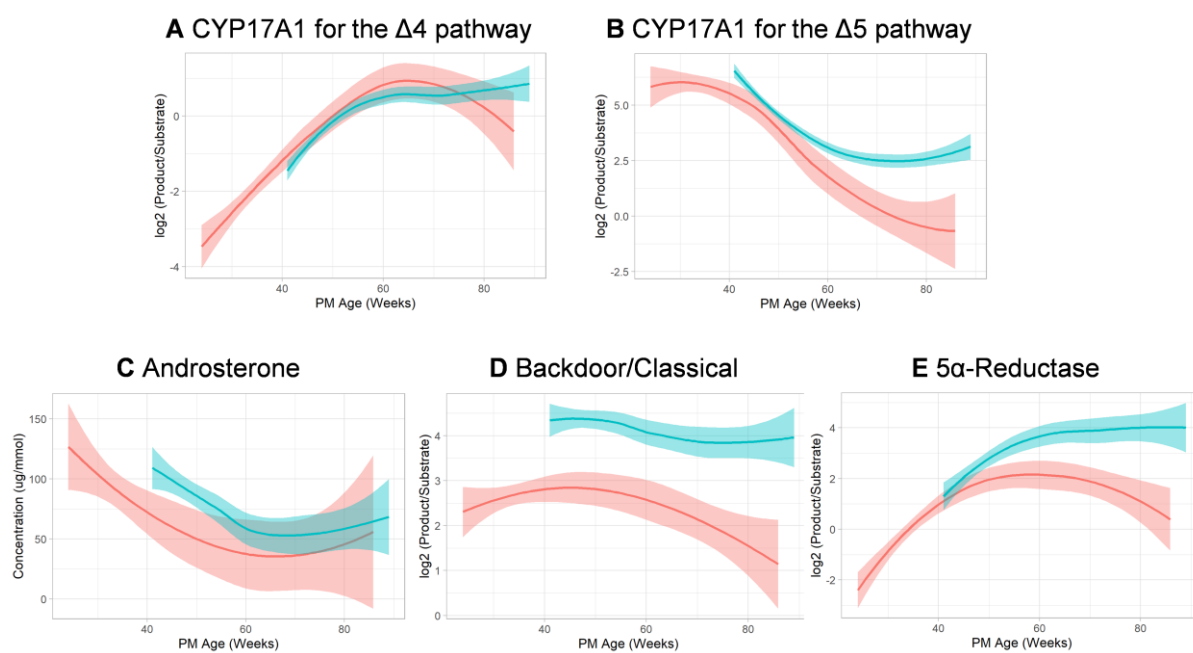 A CYP17A1 for the Δ4 pathway
log2 (Product/Substrate)
0
-2
-4
40
60
80
PM Age (Weeks)
B CYP17A1 for the Δ5 pathway
log2 (Product/Substrate)
5.0
2.5
0.0
-2.5
40
60
80
PM Age (Weeks)
C Androsterone
Concentration (ug/mmol)
150
100
50
0
40
60
80
PM Age (Weeks)
D Backdoor/Classical
log2 (Product/Substrate)
4
3
2
1
0
40
60
80
PM Age (Weeks)
E 5α-Reductase
log2 (Product/Substrate)
4
2
0
-2
40
60
80
PM Age (Weeks)